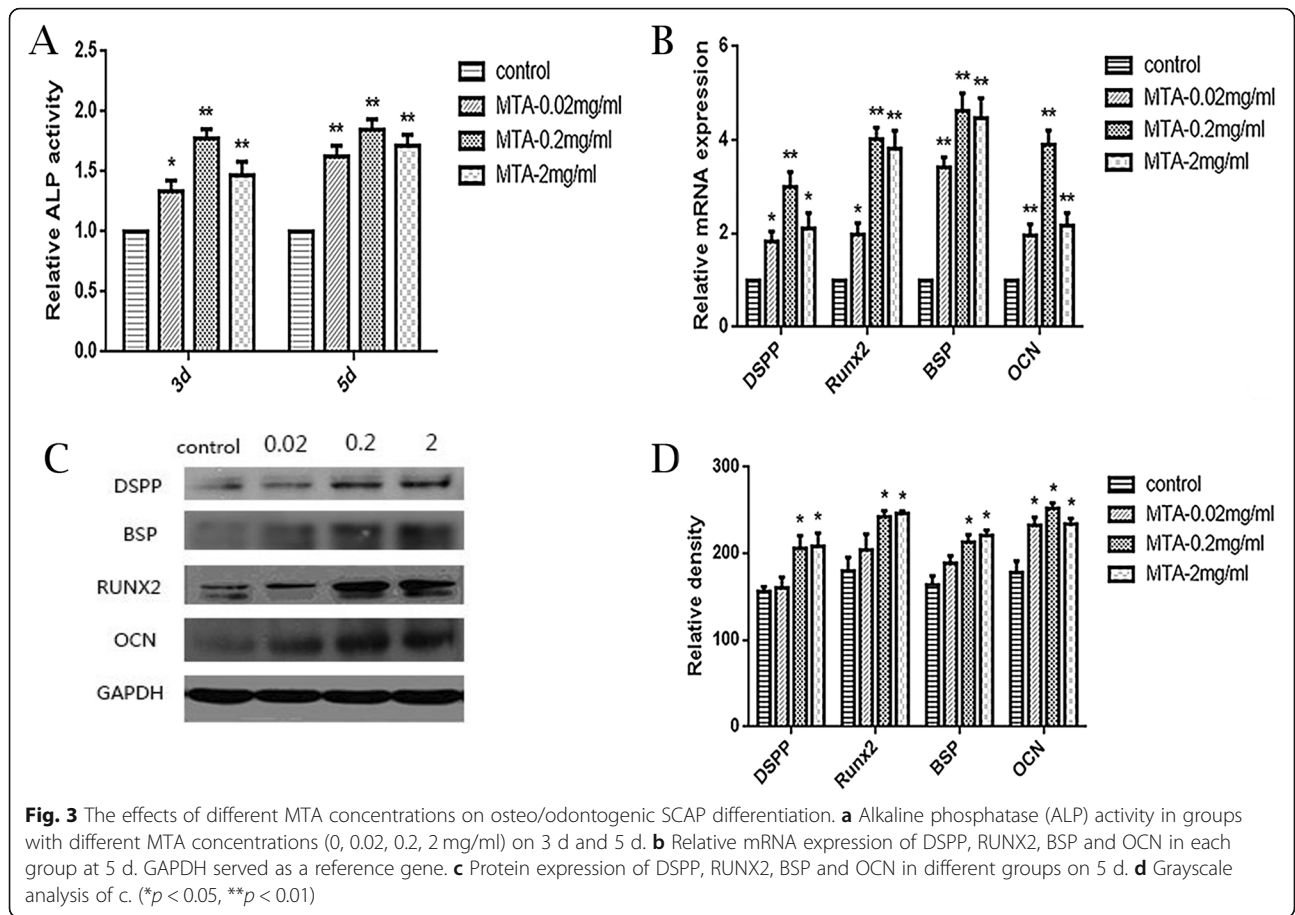 A
2.5
2.0
1.5
1.0
0.5
0.0
Relative ALP activity
*
**
**
**
**
**
3d
5d
control
MTA-0.02mg/ml
MTA-0.2mg/ml
MTA-2mg/ml
B
6
4
2
0
Relative mRNA expression
*
**
*
*
**
**
**
**
**
**
**
**
DSPP
Runx2
BSP
OCN
control
MTA-0.02mg/ml
MTA-0.2mg/ml
MTA-2mg/ml
C
control 0.02 0.2 2
DSPP
BSP
RUNX2
OCN
GAPDH
D
300
200
100
0
Relative density
*
*
*
*
*
*
*
*
*
DSPP
Runx2
BSP
OCN
control
MTA-0.02mg/ml
MTA-0.2mg/ml
MTA-2mg/ml
Fig. 3 The effects of different MTA concentrations on osteo/odontogenic SCAP differentiation. a Alkaline phosphatase (ALP) activity in groups
with different MTA concentrations (0, 0.02, 0.2, 2 mg/ml) on 3 d and 5 d. b Relative mRNA expression of DSPP, RUNX2, BSP and OCN in each
group at 5 d. GAPDH served as a reference gene. c Protein expression of DSPP, RUNX2, BSP and OCN in different groups on 5 d. d Grayscale
analysis of c. (*p < 0.05, **p < 0.01)